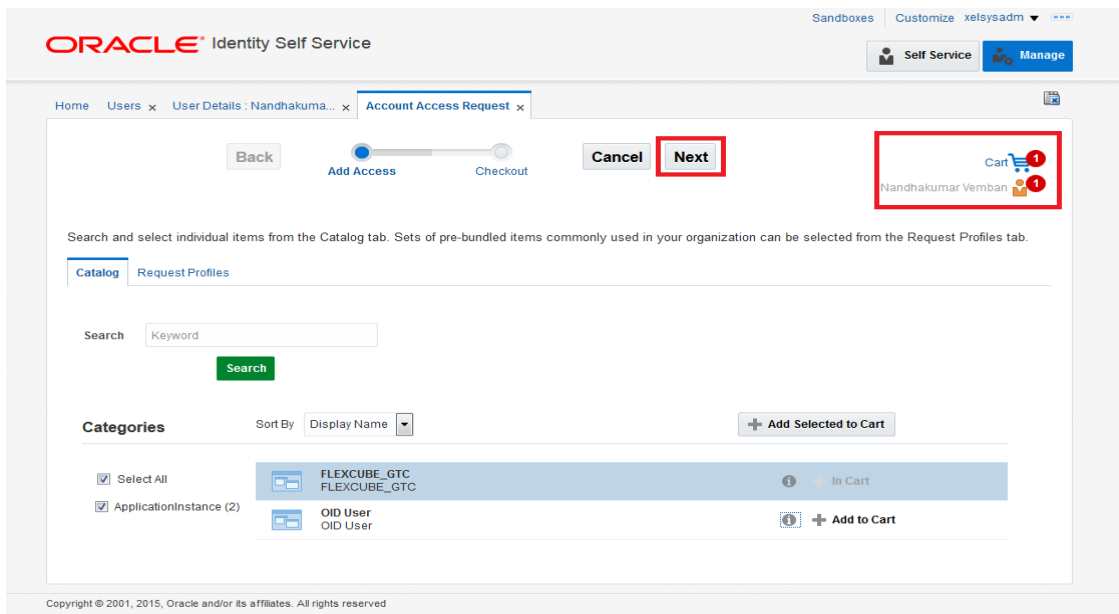 Sandboxes Customize xelsysadm
ORACLE® Identity Self Service
Self Service Manage
Home Users x User Details : Nandhakuma... x Account Access Request x
Back Add Access Checkout Cancel Next
Cart 1
Nandhakumar Vemban 1
Search and select individual items from the Catalog tab. Sets of pre-bundled items commonly used in your organization can be selected from the Request Profiles tab.
Catalog Request Profiles
Search Keyword
Search
Categories Sort By Display Name Add Selected to Cart
Select All
ApplicationInstance (2)
FLEXCUBE_GTC
FLEXCUBE_GTC
In Cart
OID User
OID User
Add to Cart
Copyright © 2001, 2015, Oracle and/or its affiliates. All rights reserved